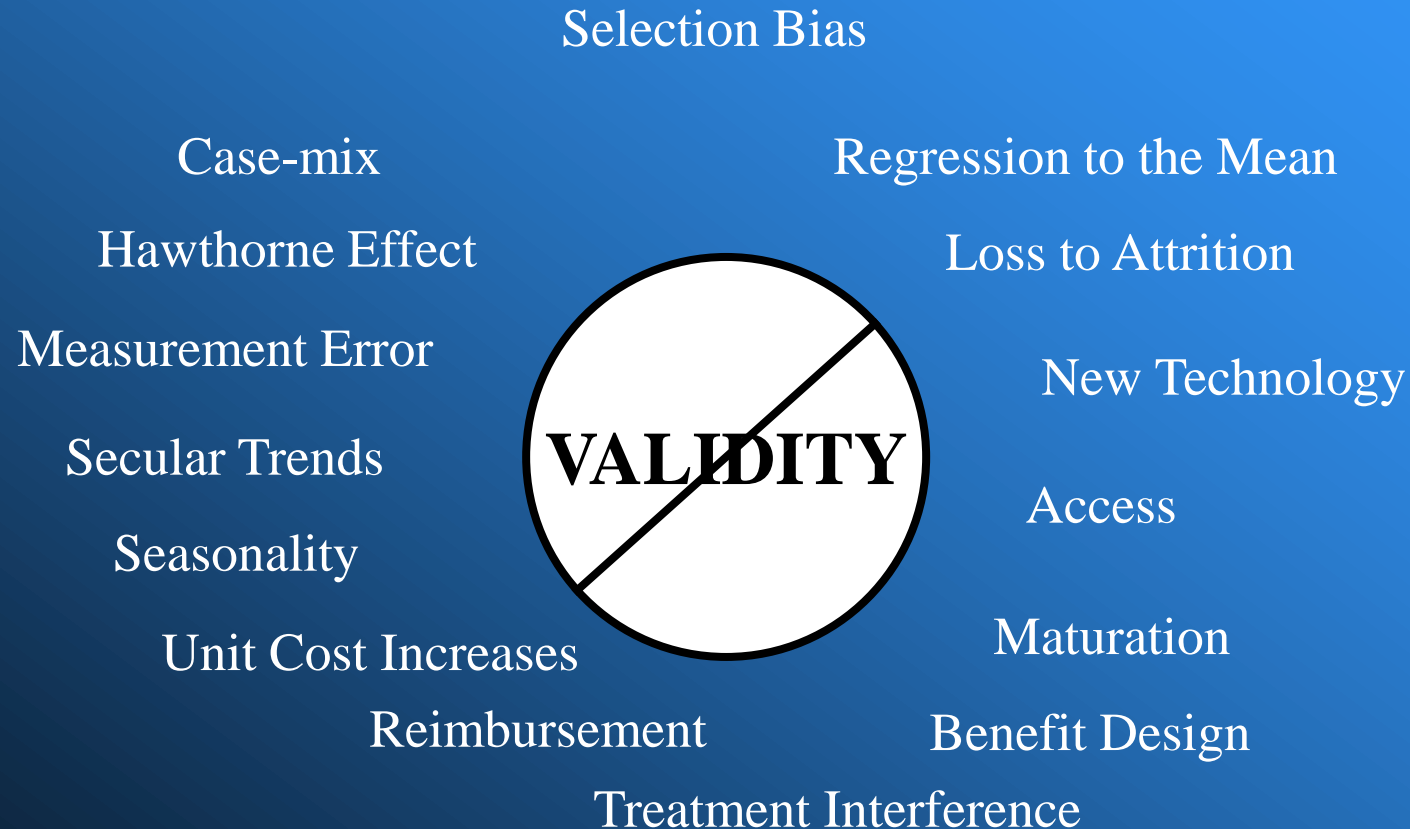 Selection Bias
Case-mix
Regression to the Mean
Hawthorne Effect
Loss to Attrition
Measurement Error
New Technology
Secular Trends
VALIDITY
Access
Seasonality
Unit Cost Increases
Maturation
Reimbursement
Benefit Design
Treatment Interference